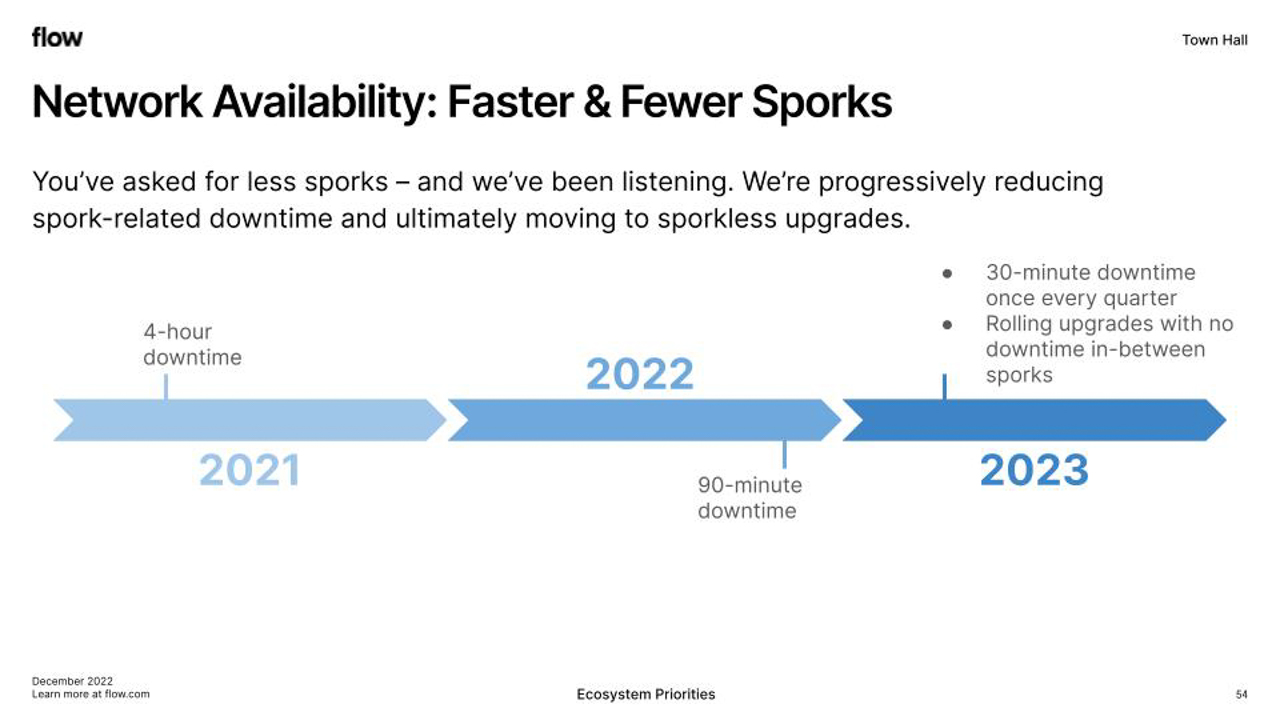 flow
Town Hall
Network Availability: Faster & Fewer Sporks
You’ve asked for less sporks – and we’ve been listening. We’re progressively reducing
spork-related downtime and ultimately moving to sporkless upgrades.
4-hour
downtime
2021
2022
90-minute
downtime
● 30-minute downtime
once every quarter
● Rolling upgrades with no
downtime in-between
sporks
2023
December 2022
Learn more at flow.com
Ecosystem Priorities
54